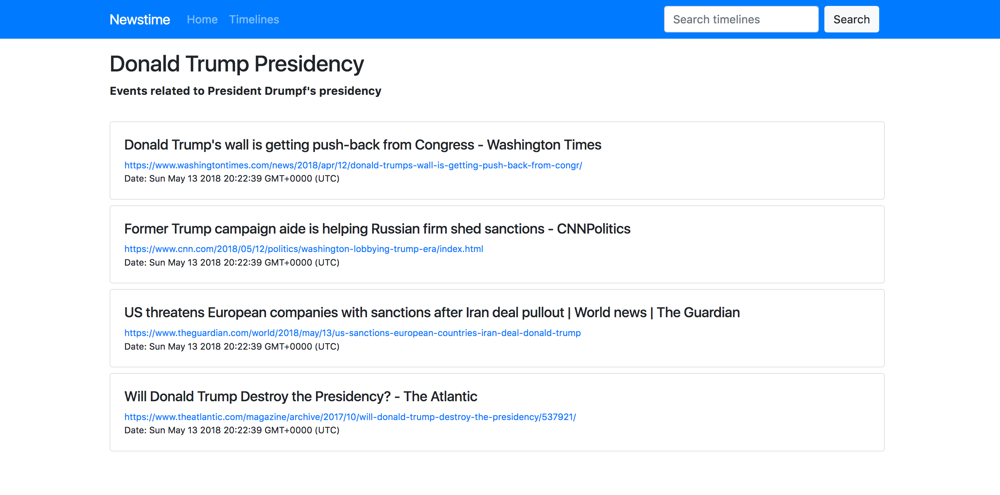 Newstime Home Timelines Search timelines Search
Donald Trump Presidency
Events related to President Drumpf's presidency
Donald Trump's wall is getting push-back from Congress - Washington Times
https://www.washingtontimes.com/news/2018/apr/12/donald-trumps-wall-is-getting-push-back-from-congr/
Date: Sun May 13 2018 20:22:39 GMT+0000 (UTC)
Former Trump campaign aide is helping Russian firm shed sanctions - CNNPolitics
https://www.cnn.com/2018/05/12/politics/washington-lobbying-trump-era/index.html
Date: Sun May 13 2018 20:22:39 GMT+0000 (UTC)
US threatens European companies with sanctions after Iran deal pullout | World news | The Guardian
https://www.theguardian.com/world/2018/may/13/us-sanctions-european-countries-iran-deal-donald-trump
Date: Sun May 13 2018 20:22:39 GMT+0000 (UTC)
Will Donald Trump Destroy the Presidency? - The Atlantic
https://www.theatlantic.com/magazine/archive/2017/10/will-donald-trump-destroy-the-presidency/537921/
Date: Sun May 13 2018 20:22:39 GMT+0000 (UTC)